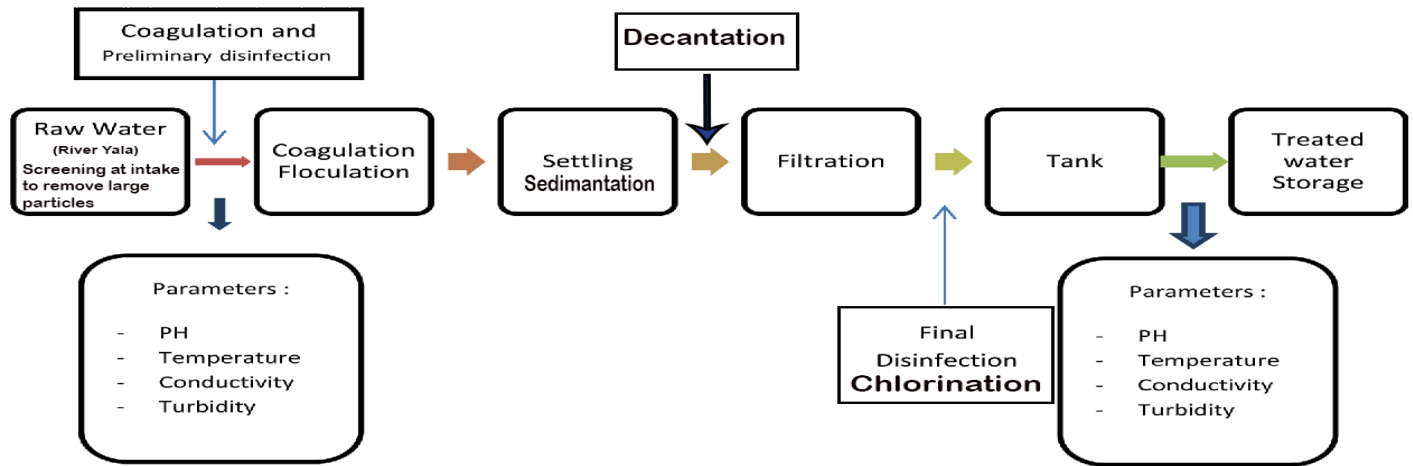 Coagulation and
Preliminary disinfection
Decantation
Raw Water
(River Yala)
Screening at intake
to remove large
particles
Coagulation
Floculation
Settling
Sedimantation
Filtration
Tank
Treated
water
Storage
Parameters :
- PH
- Temperature
- Conductivity
- Turbidity
Final
Disinfection
Chlorination
Parameters :
- PH
- Temperature
- Conductivity
- Turbidity